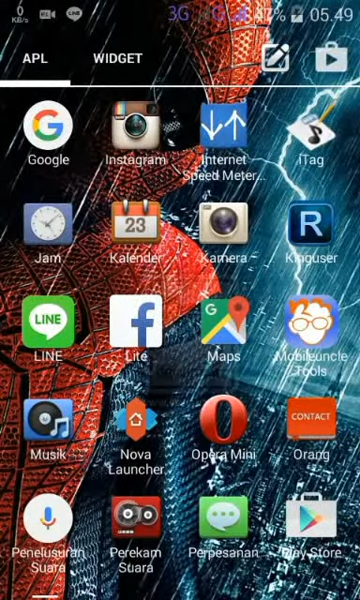 0
KB/s
3G
05.49
APL
WIDGET
Google
Instagram
Internet
Speed Meter...
iTag
23
Jam
Kalender
Kamera
R
Kinguser
LINE
LINE
f
G
Lite
Maps
Mobileuncle
Tools
CONTACT
Musik
Nova
Launcher
Opera Mini
Orang
Penelusuran
Suara
Perekam
Suara
Perpesanan
Play Store